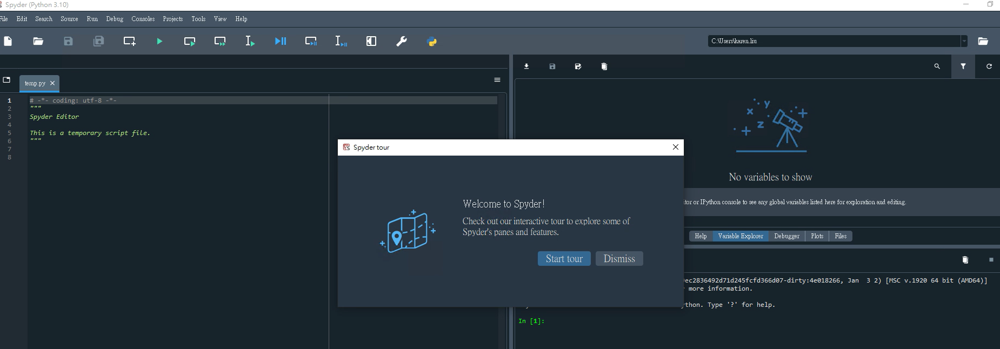 Spyder (Python 3.10)
File Edit Search Source Run Debug Consoles Projects Tools View Help
C:\Users\karen.liu
temp.py
1 # -*- coding: utf-8 -*-
2 """
3 Spyder Editor
4
5 This is a temporary script file.
6 """
7
8
Spyder tour
Welcome to Spyder!
Check out our interactive tour to explore some of
Spyder's panes and features.
Start tour Dismiss
x y z
No variables to show
or IPython console to see any global variables listed here for exploration and editing.
Help Variable Explorer Debugger Plots Files
ec2836492d71d245fcfd366d07-dirty:4e018266, Jan  3 2) [MSC v.1920 64 bit (AMD64)]
more information.
ython. Type '?' for help.
In [1]: